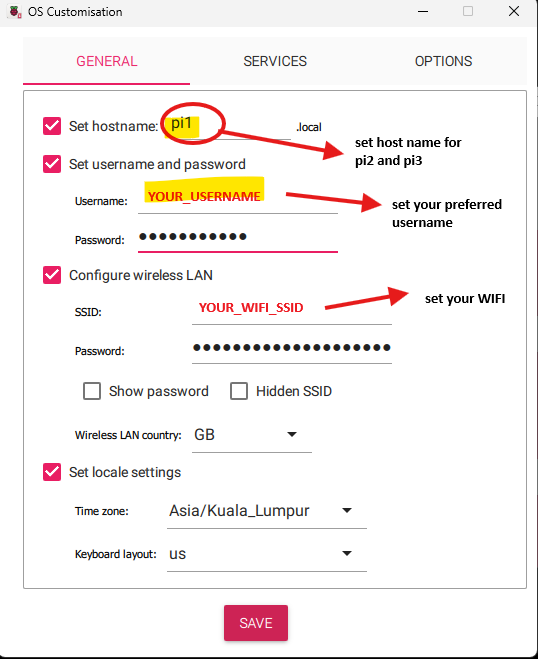 OS Customisation
GENERAL SERVICES OPTIONS
Set hostname: pi1 .local
set host name for
pi2 and pi3
Set username and password
Username: YOUR_USERNAME
set your preferred
username
Password: ●●●●●●●●●●●
Configure wireless LAN
SSID: YOUR_WIFI_SSID
set your WIFI
Password: ●●●●●●●●●●●●●●●●●●●●
Show password Hidden SSID
Wireless LAN country: GB
Set locale settings
Time zone: Asia/Kuala_Lumpur
Keyboard layout: us
SAVE